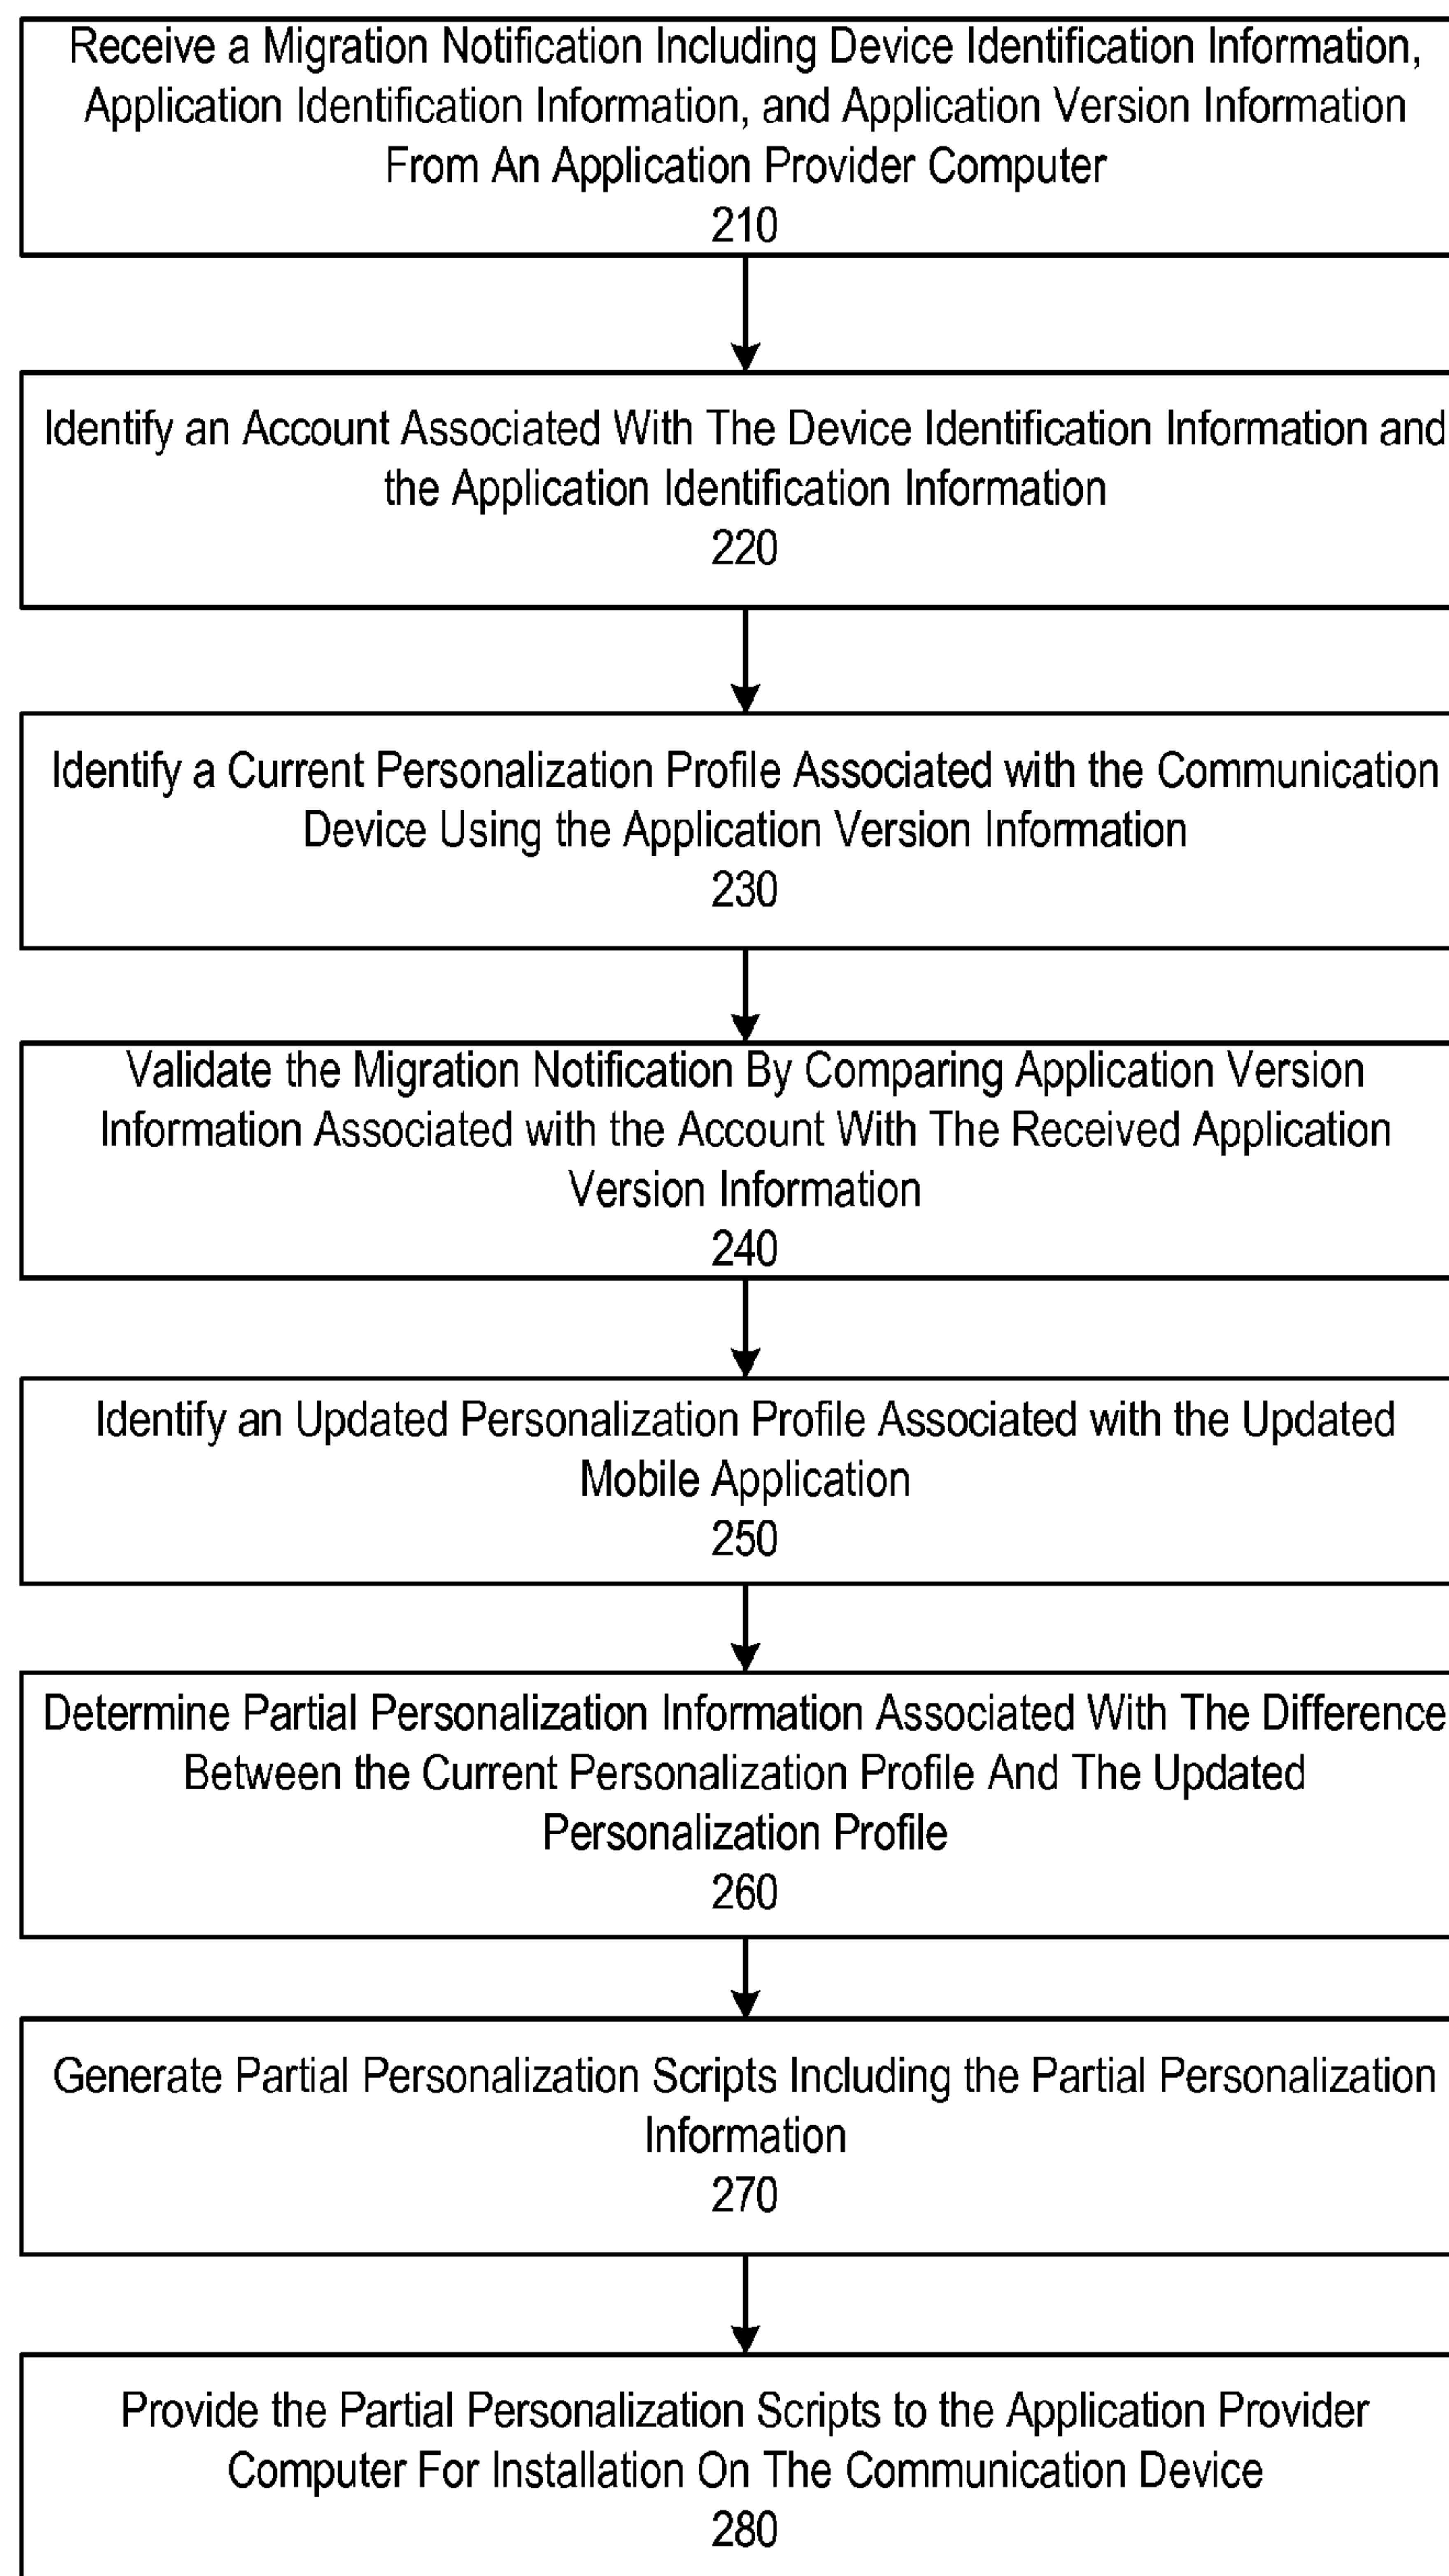 Receive a Migration Notification Including Device Identification Information,
Application Identification Information, and Application Version Information
From An Application Provider Computer
210
Identify an Account Associated With The Device Identification Information and
the Application Identification Information
220
Identify a Current Personalization Profile Associated with the Communication
Device Using the Application Version Information
230
Validate the Migration Notification By Comparing Application Version
Information Associated with the Account With The Received Application
Version Information
240
Identify an Updated Personalization Profile Associated with the Updated
Mobile Application
250
Determine Partial Personalization Information Associated With The Difference
Between the Current Personalization Profile And The Updated
Personalization Profile
260
Generate Partial Personalization Scripts Including the Partial Personalization
Information
270
Provide the Partial Personalization Scripts to the Application Provider
Computer For Installation On The Communication Device
280